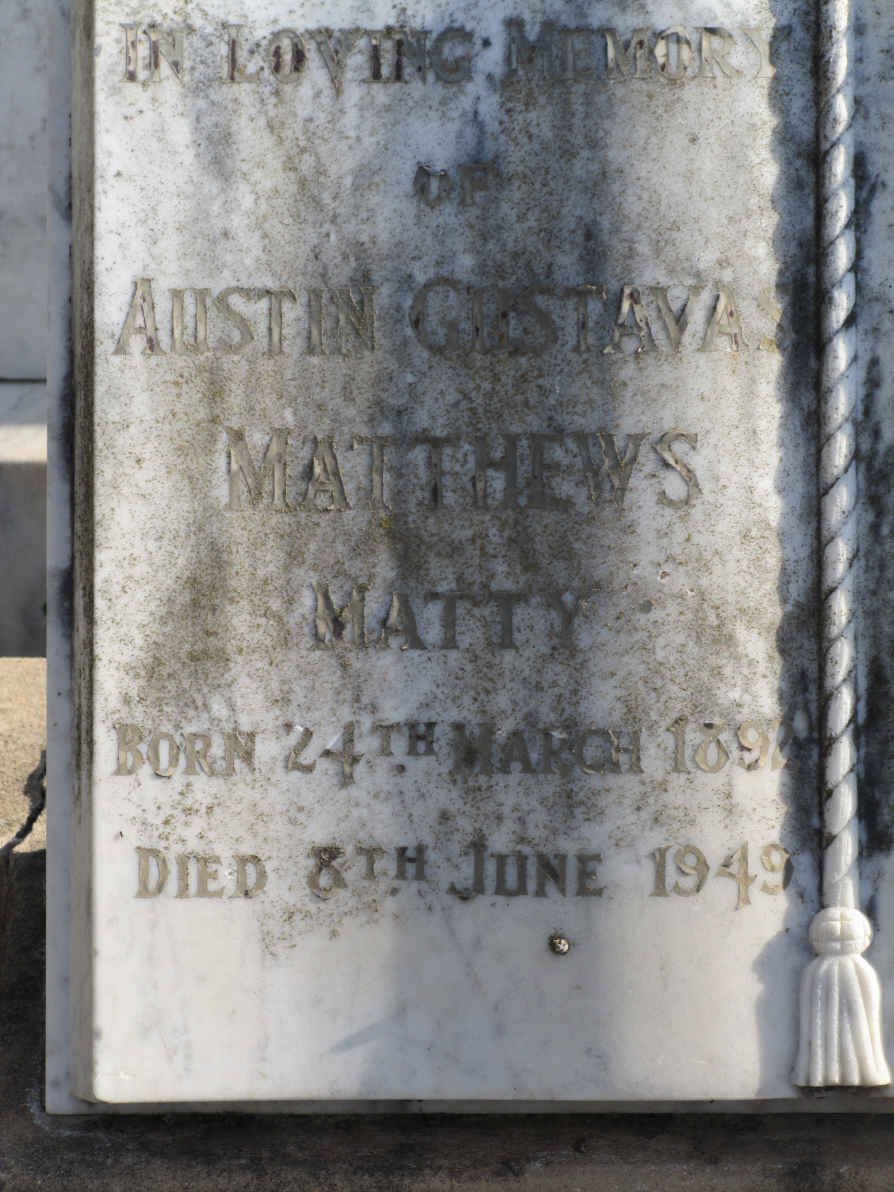 IN LOVING MEMORY
OF
AUSTIN GUSTAVAS
MATTHEWS
MATTY
BORN 24TH MARCH 1892
DIED 8TH JUNE 1949